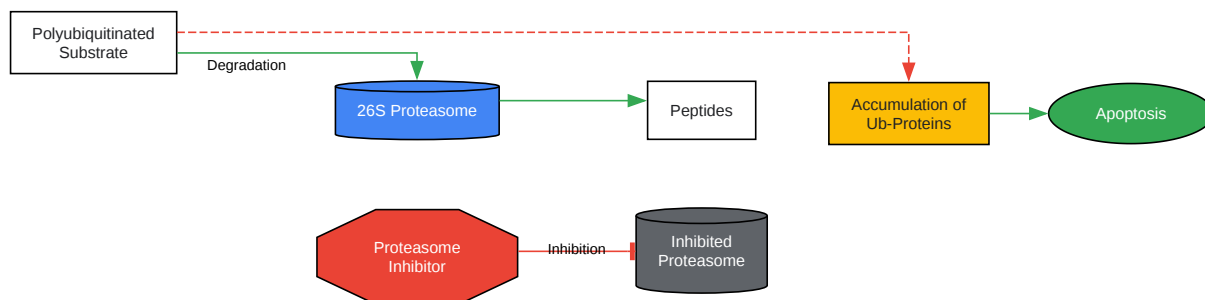 Polyubiquitinated
Substrate
Degradation
26S Proteasome
Peptides
Accumulation of
Ub-Proteins
Apoptosis
Proteasome
Inhibitor
Inhibition
Inhibited
Proteasome